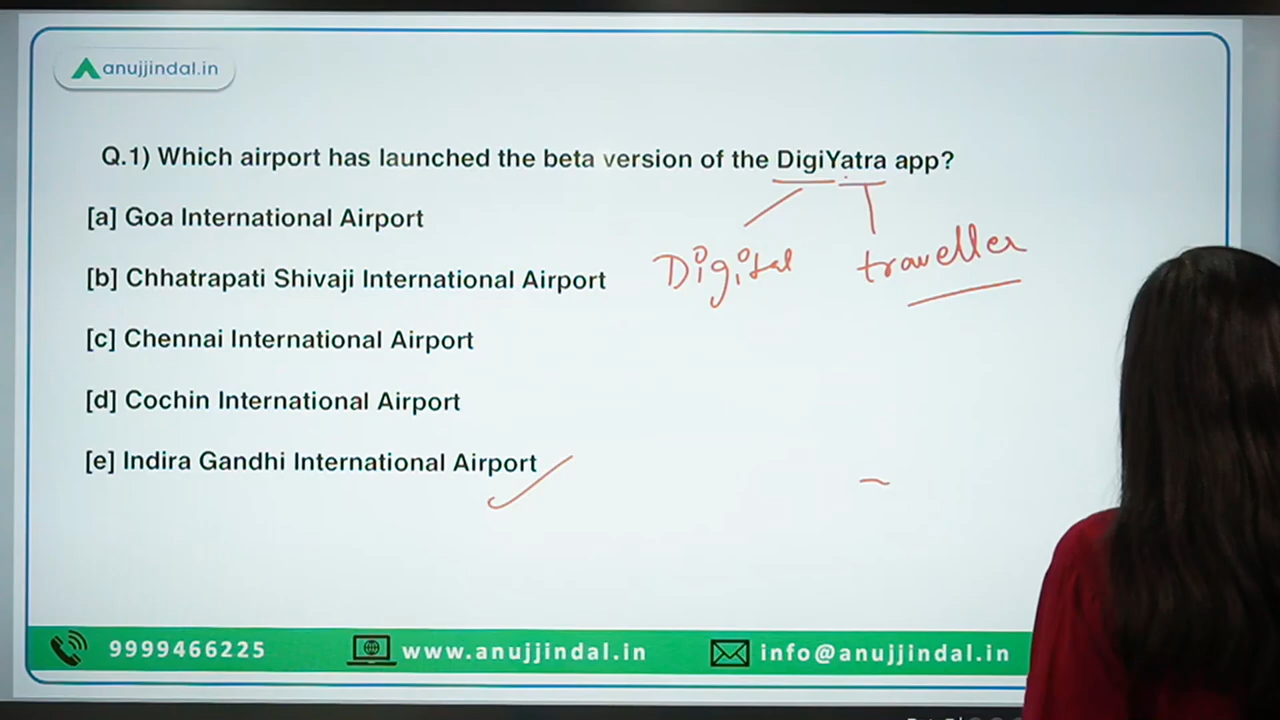 anujjindal.in
Q.1) Which airport has launched the beta version of the DigiYatra app?
[a] Goa International Airport
Digital traveller
[b] Chhatrapati Shivaji International Airport
[c] Chennai International Airport
[d] Cochin International Airport
[e] Indira Gandhi International Airport
9999466225 www.anujjindal.in info@anujjindal.in